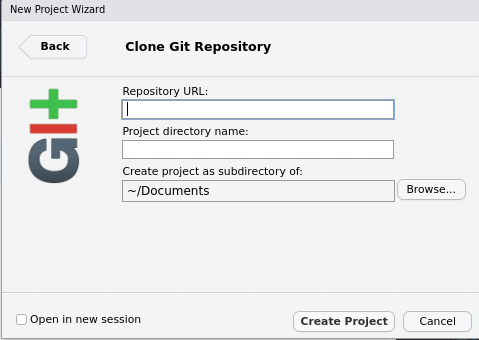 New Project Wizard
Back
Clone Git Repository
git
Repository URL:
Project directory name:
Create project as subdirectory of:
~/Documents
Browse...
Open in new session
Create Project
Cancel